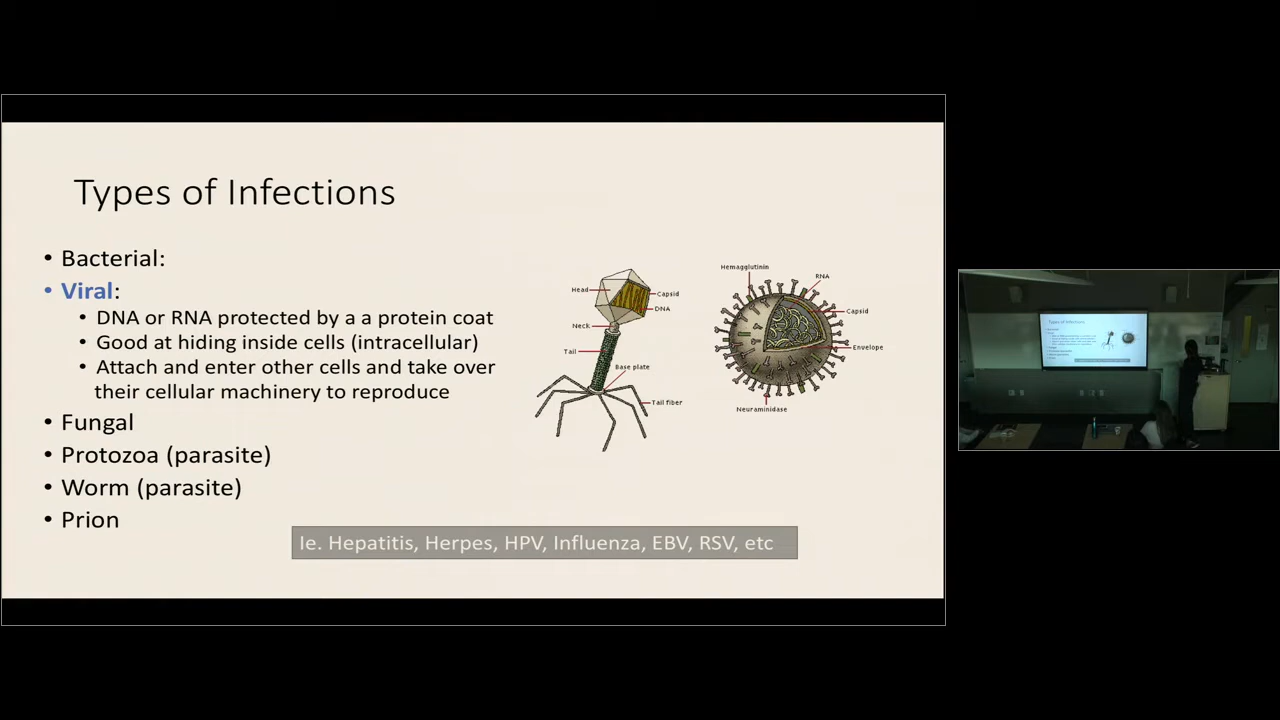 Types of Infections
• Bacterial:
• Viral:
• DNA or RNA protected by a a protein coat
• Good at hiding inside cells (intracellular)
• Attach and enter other cells and take over
their cellular machinery to reproduce
• Fungal
• Protozoa (parasite)
• Worm (parasite)
• Prion
Head
Capsid
DNA
Neck
Tail
Base plate
Tail fiber
Hemagglutinin
RNA
Capsid
Envelope
Neuraminidase
Ie. Hepatitis, Herpes, HPV, Influenza, EBV, RSV, etc
Types of Infections